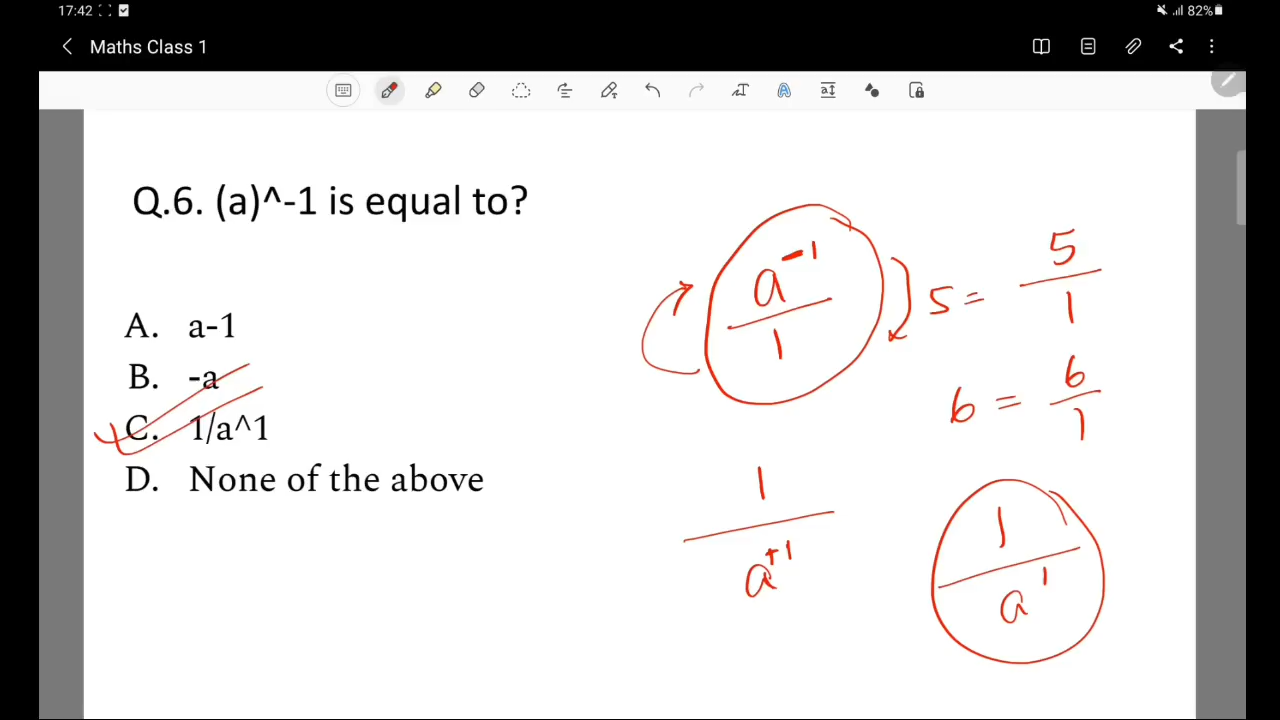 17:42
82%
Maths Class 1
Q.6. (a)^-1 is equal to?
A. a-1
B. -a
C. 1/a^1
D. None of the above
a^-1
1
5 = 5/1
6 = 6/1
1
a^+1
1
a^1